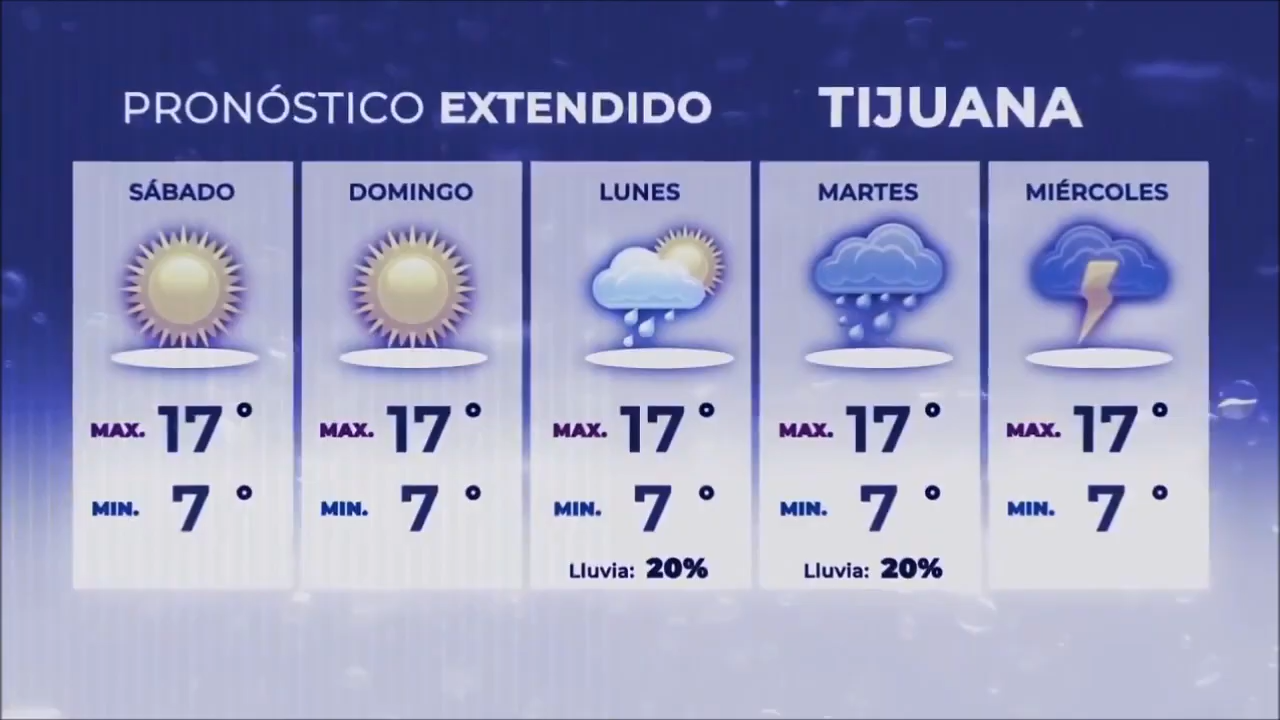 PRONÓSTICO EXTENDIDO TIJUANA
SÁBADO
MAX. 17°
MIN. 7°
DOMINGO
MAX. 17°
MIN. 7°
LUNES
MAX. 17°
MIN. 7°
Lluvia: 20%
MARTES
MAX. 17°
MIN. 7°
Lluvia: 20%
MIÉRCOLES
MAX. 17°
MIN. 7°